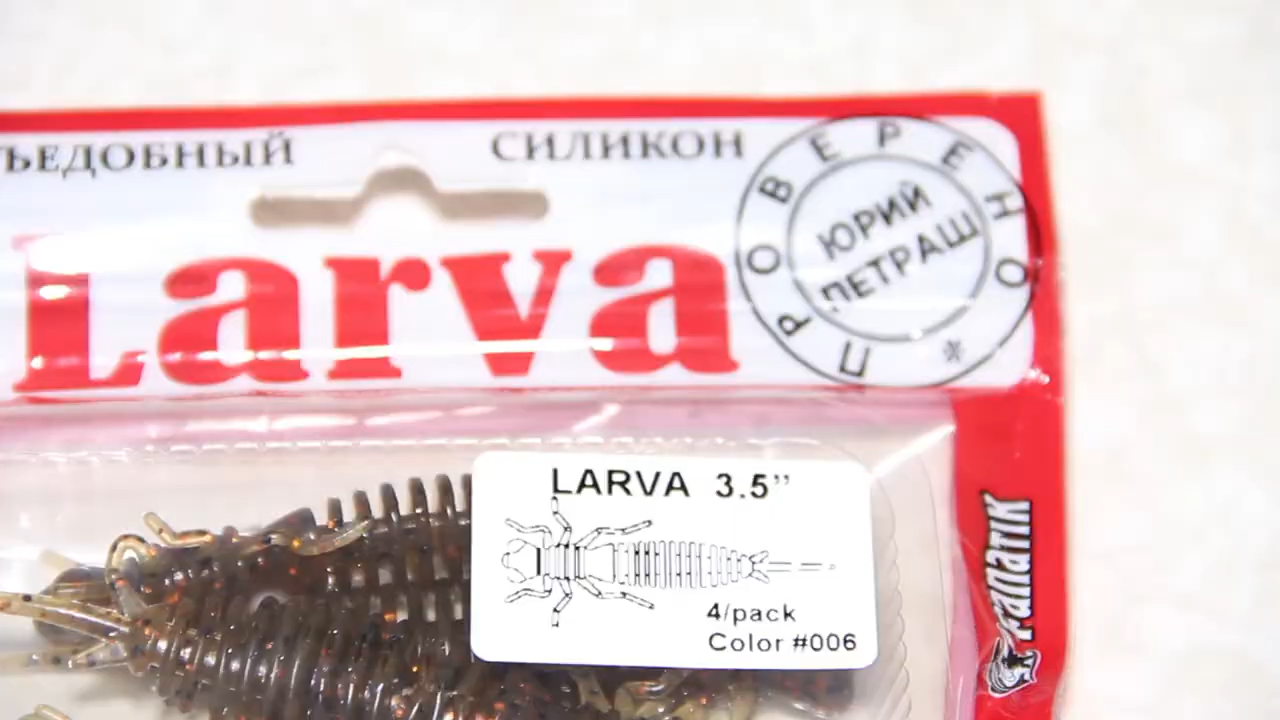 ЪЕДОБНЫЙ СИЛИКОН
Larva
ПРОВЕРЕНО *
ЮРИЙ
ПЕТРАШ
LARVA 3.5”
4/pack
Color #006
FANATIK